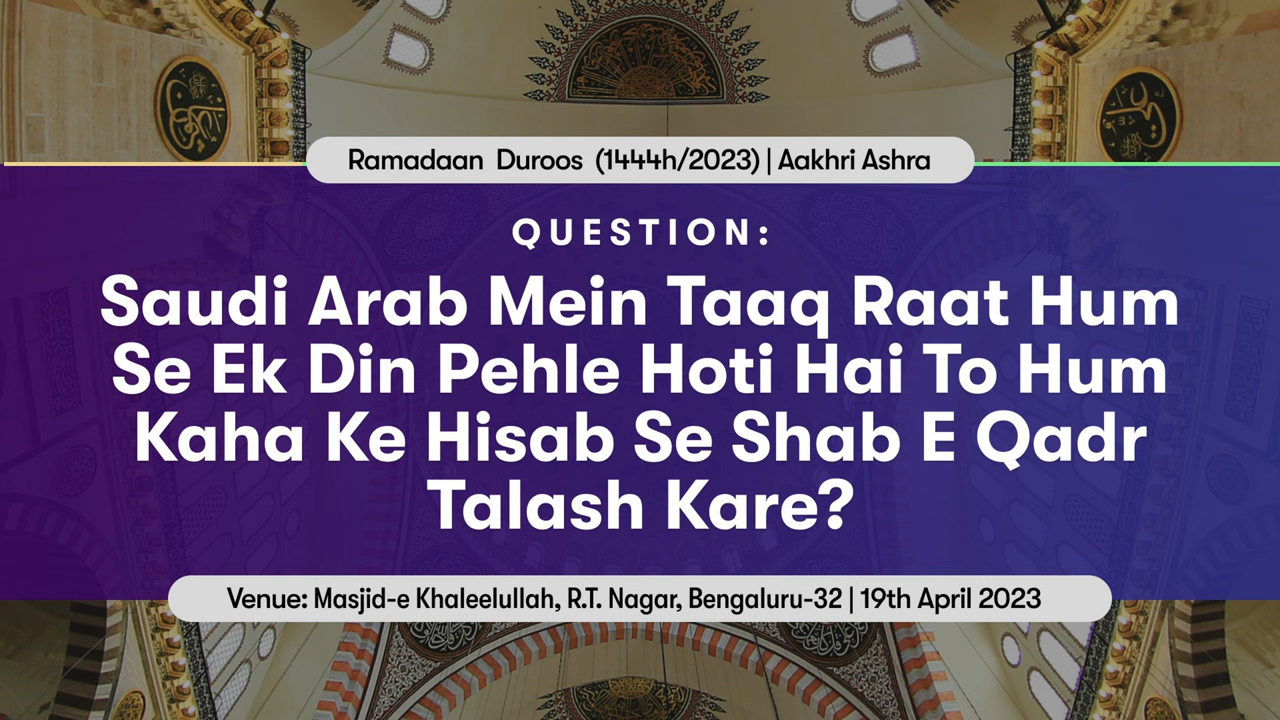 Ramadaan Duroos (1444h/2023) | Aakhri Ashra
QUESTION:
Saudi Arab Mein Taaq Raat Hum
Se Ek Din Pehle Hoti Hai To Hum
Kaha Ke Hisab Se Shab E Qadr
Talash Kare?
Venue: Masjid-e Khaleelullah, R.T. Nagar, Bengaluru-32 | 19th April 2023